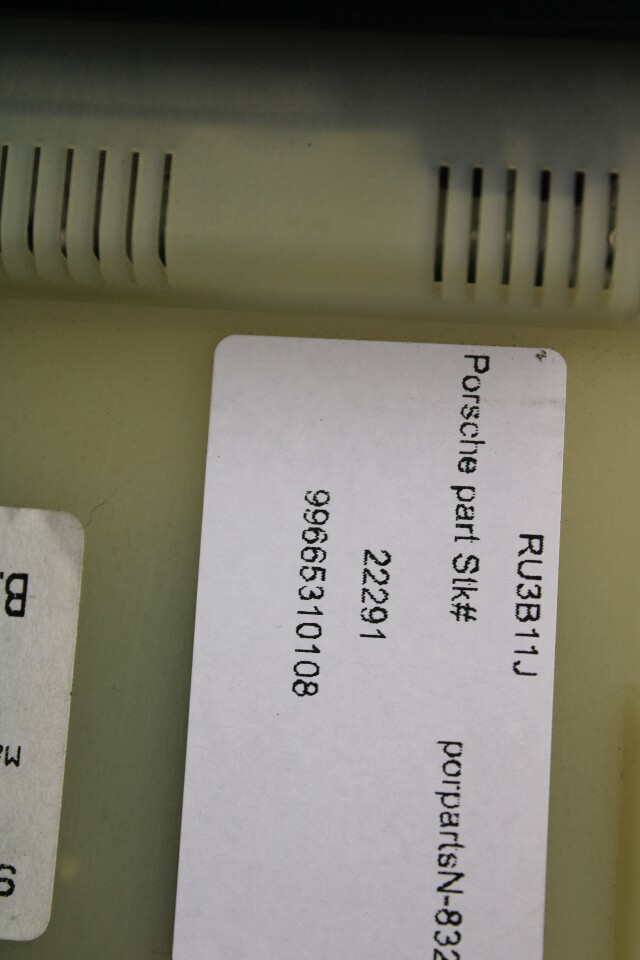 RU3B11J
Porsche part Stk# porpartsN-832
22291
99665310108
B